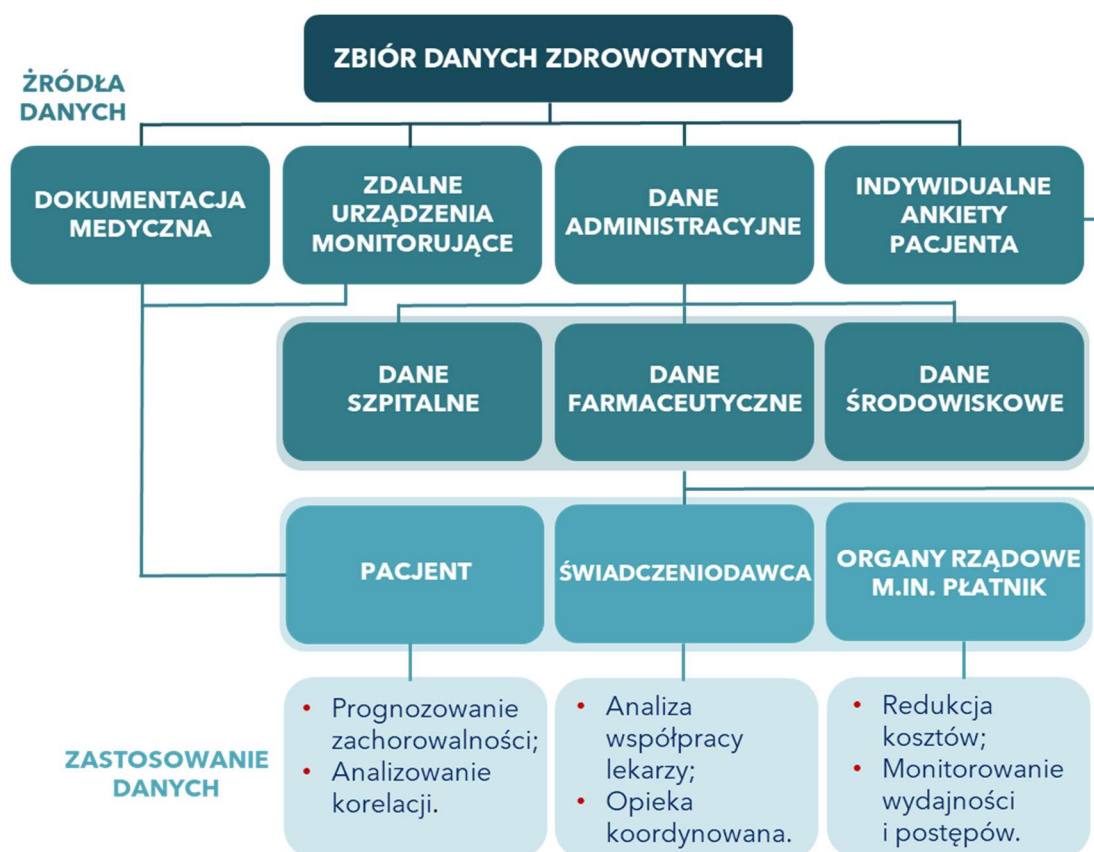 ZBIÓR DANYCH ZDROWOTNYCH
ŻRÓDŁA
DANYCH
DOKUMENTACJA
MEDYCZNA
ZDALNE
URZĄDZENIA
MONITORUJĄCE
DANE
ADMINISTRACYJNE
INDYWIDUALNE
ANKIETY
PACJENTA
DANE
SZPITALNE
DANE
FARMACEUTYCZNE
DANE
ŚRODOWISKOWE
PACJENT
ŚWIADCZENIODAWCA
ORGANY RZĄDOWE
M.IN. PŁATNIK
ZASTOSOWANIE
DANYCH
• Prognozowanie
zachorowalności;
• Analizowanie
korelacji.
• Analiza
współpracy
lekarzy;
• Opieka
koordynowana.
• Redukcja
kosztów;
• Monitorowanie
wydajności
i postępów.